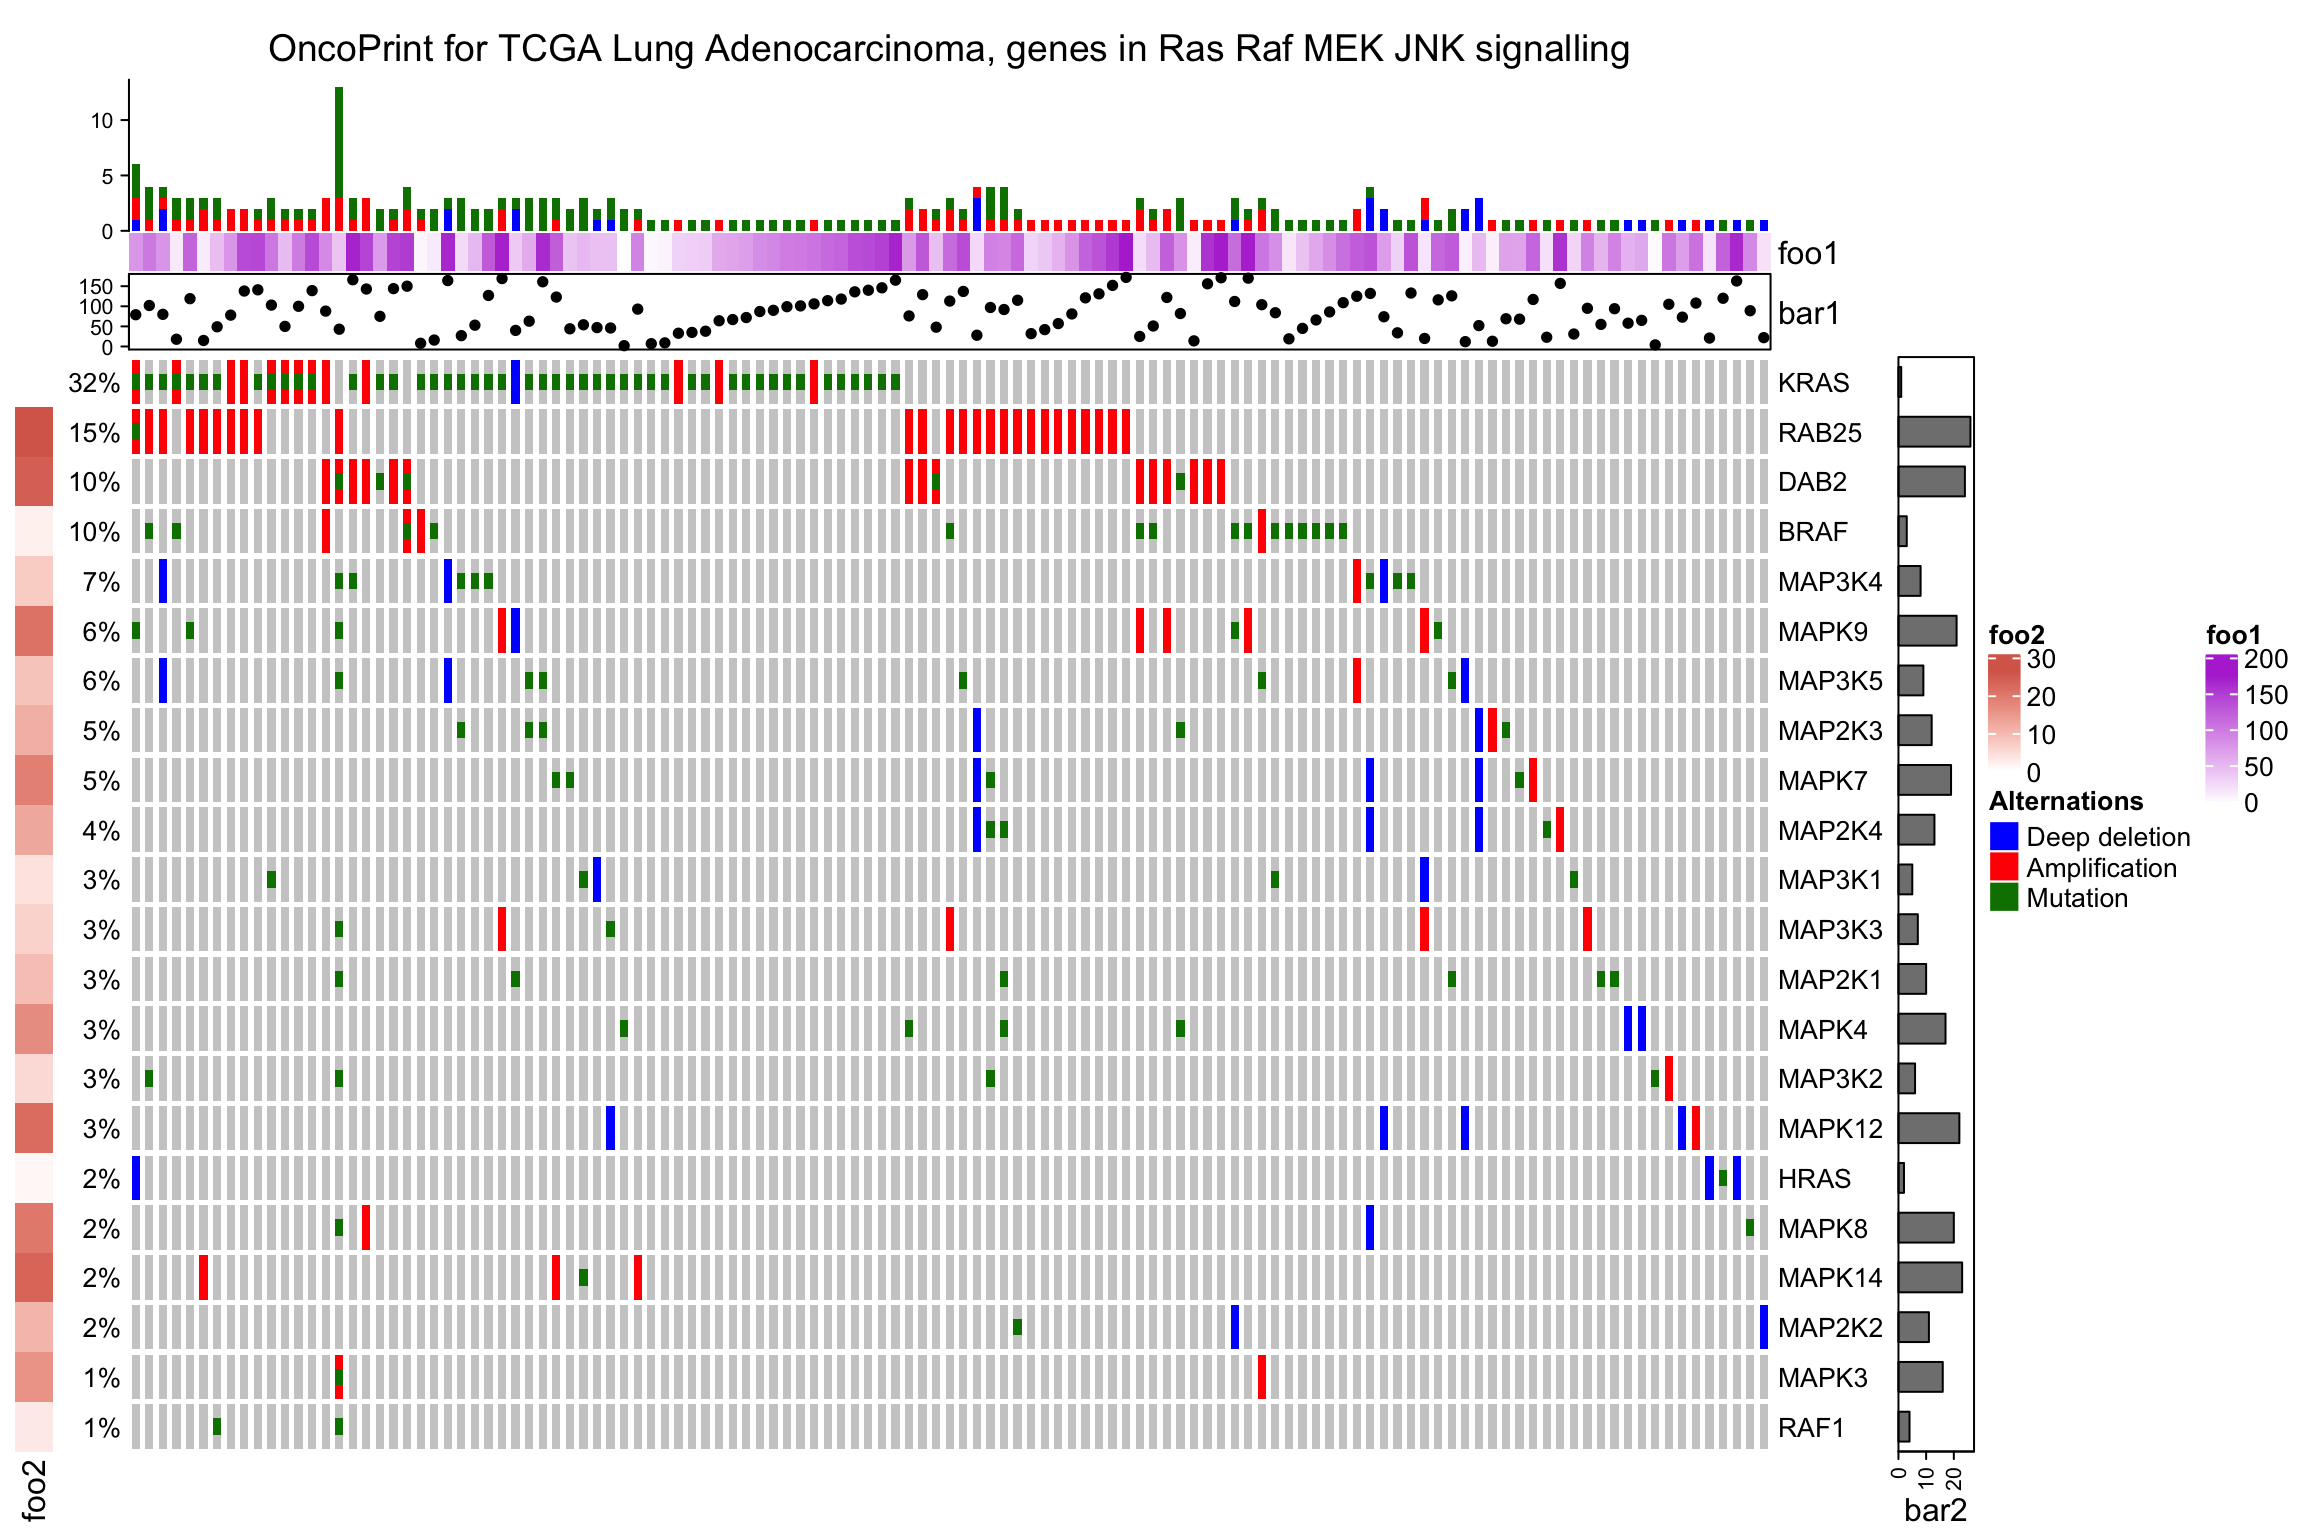 OncoPrint for TCGA Lung Adenocarcinoma, genes in Ras Raf MEK JNK signalling
10
5
0
foo1
150
100
50
0
bar1
32% KRAS
15% RAB25
10% DAB2
10% BRAF
7% MAP3K4
6% MAPK9
6% MAP3K5
5% MAP2K3
5% MAPK7
4% MAP2K4
3% MAP3K1
3% MAP3K3
3% MAP2K1
3% MAPK4
3% MAP3K2
3% MAPK12
2% HRAS
2% MAPK8
2% MAPK14
2% MAP2K2
1% MAPK3
1% RAF1
foo2
0 10 20
bar2
foo2
30
20
10
0
Alternations
Deep deletion
Amplification
Mutation
foo1
200
150
100
50
0